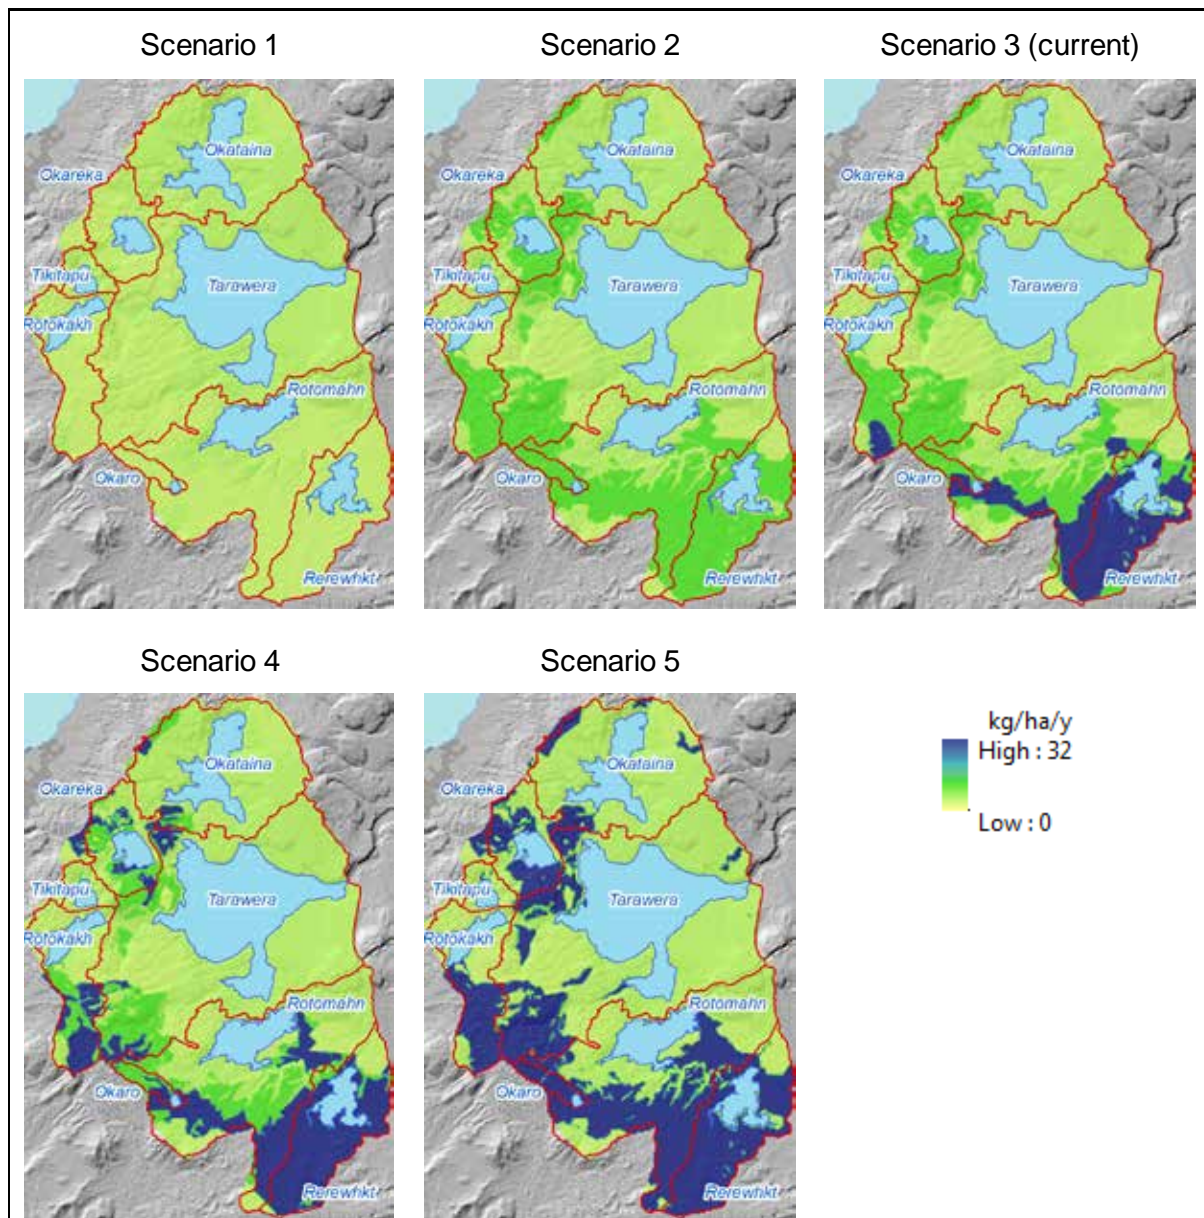 Scenario 1
Scenario 2
Scenario 3 (current)
Okataina
Okareka
Tikitapu
Tarawera
Rotokakh
Rotomahn
Okaro
Rerewhkt
Okataina
Okareka
Tikitapu
Tarawera
Rotokakh
Rotomahn
Okaro
Rerewhkt
Okataina
Okareka
Tikitapu
Tarawera
Rotokakh
Rotomahn
Okaro
Rerewhkt
Scenario 4
Scenario 5
Okataina
Okareka
Tikitapu
Tarawera
Rotokakh
Rotomahn
Okaro
Rerewhkt
Okataina
Okareka
Tikitapu
Tarawera
Rotokakh
Rotomahn
Okaro
Rerewhkt
kg/ha/y
High : 32
Low : 0